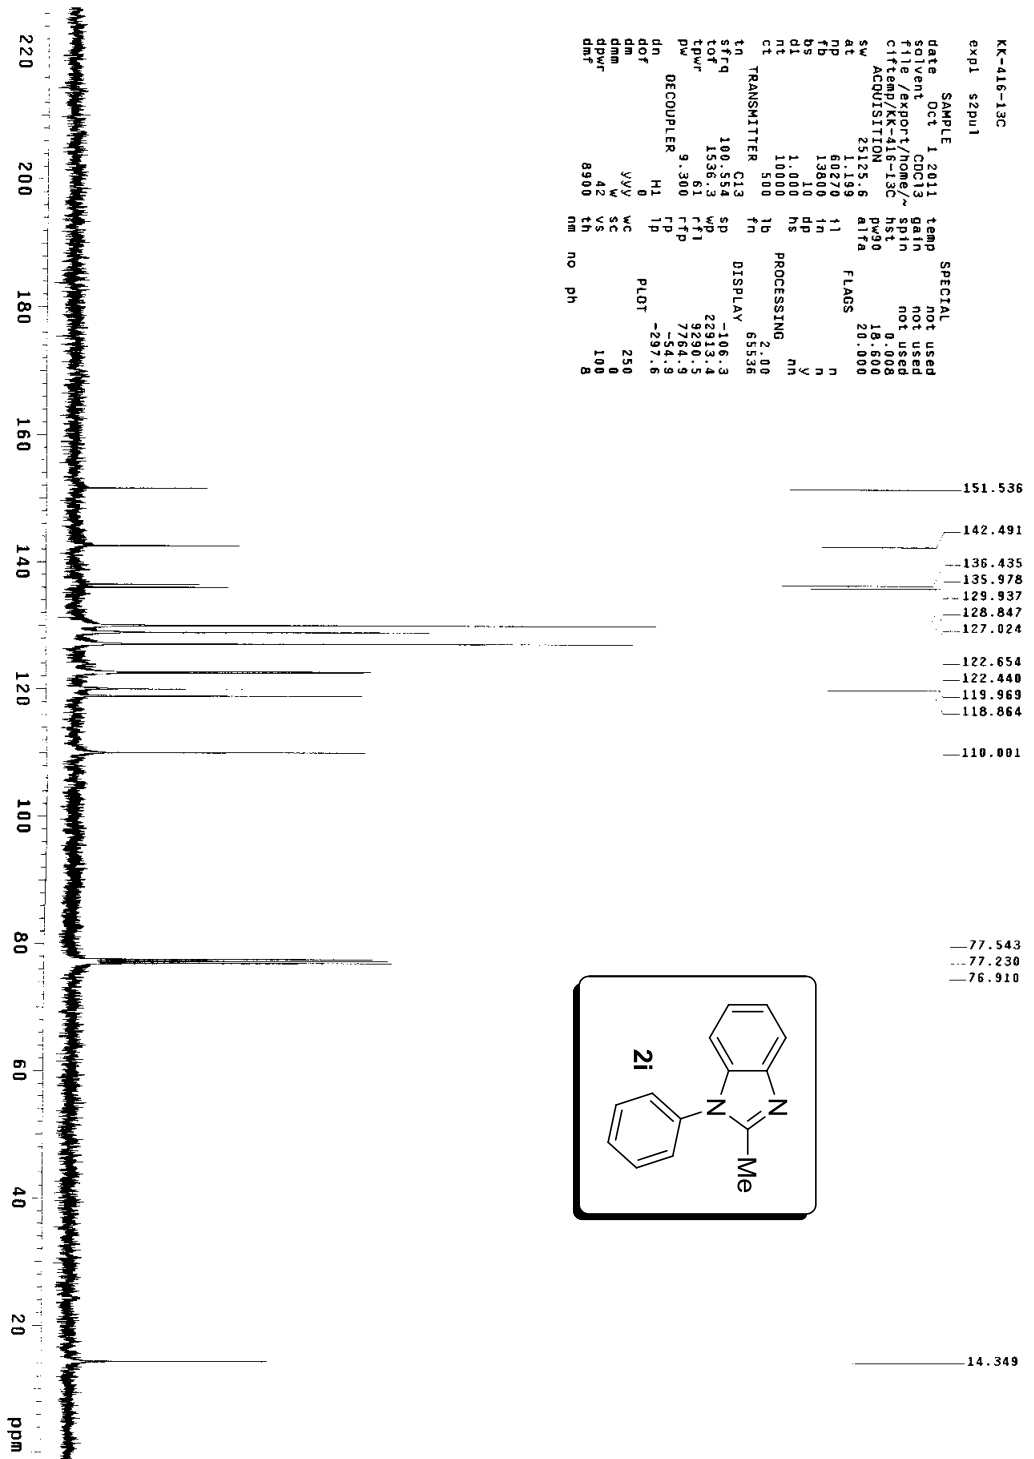 KK-416-13C
exp1 s2pul
SAMPLE
date Oct 1 2011
solvent CDCl3
file /export/home/~
ciftemp/KK-416-13C
ACQUISITION
sw 25125.6
at 1.199
np 60270
fb 13800
bs 10
d1 1.000
nt 10000
ct 500
TRANSMITTER
tn C13
sfrq 100.554
tof 1536.3
tpwr 61
pw 9.300
DECOUPLER
dn H1
dof 0
dm yyy
dmm w
dpwr 42
dmf 8900
SPECIAL
temp not used
gain not used
spin not used
hst 0.008
pw90 18.600
alfa 20.000
FLAGS
il n
in n
dp y
hs nn
PROCESSING
lb 2.00
fn 65536
DISPLAY
sp -106.3
wp 22913.4
rfl 9290.5
rfp 7764.9
rp -54.9
lp -297.6
PLOT
wc 250
sc 0
vs 100
th 8
nm no ph
151.536
142.491
136.435
135.978
129.937
128.847
127.024
122.654
122.440
119.969
118.864
110.001
77.543
77.230
76.910
14.349
N
N
Me
2i
220 200 180 160 140 120 100 80 60 40 20 ppm